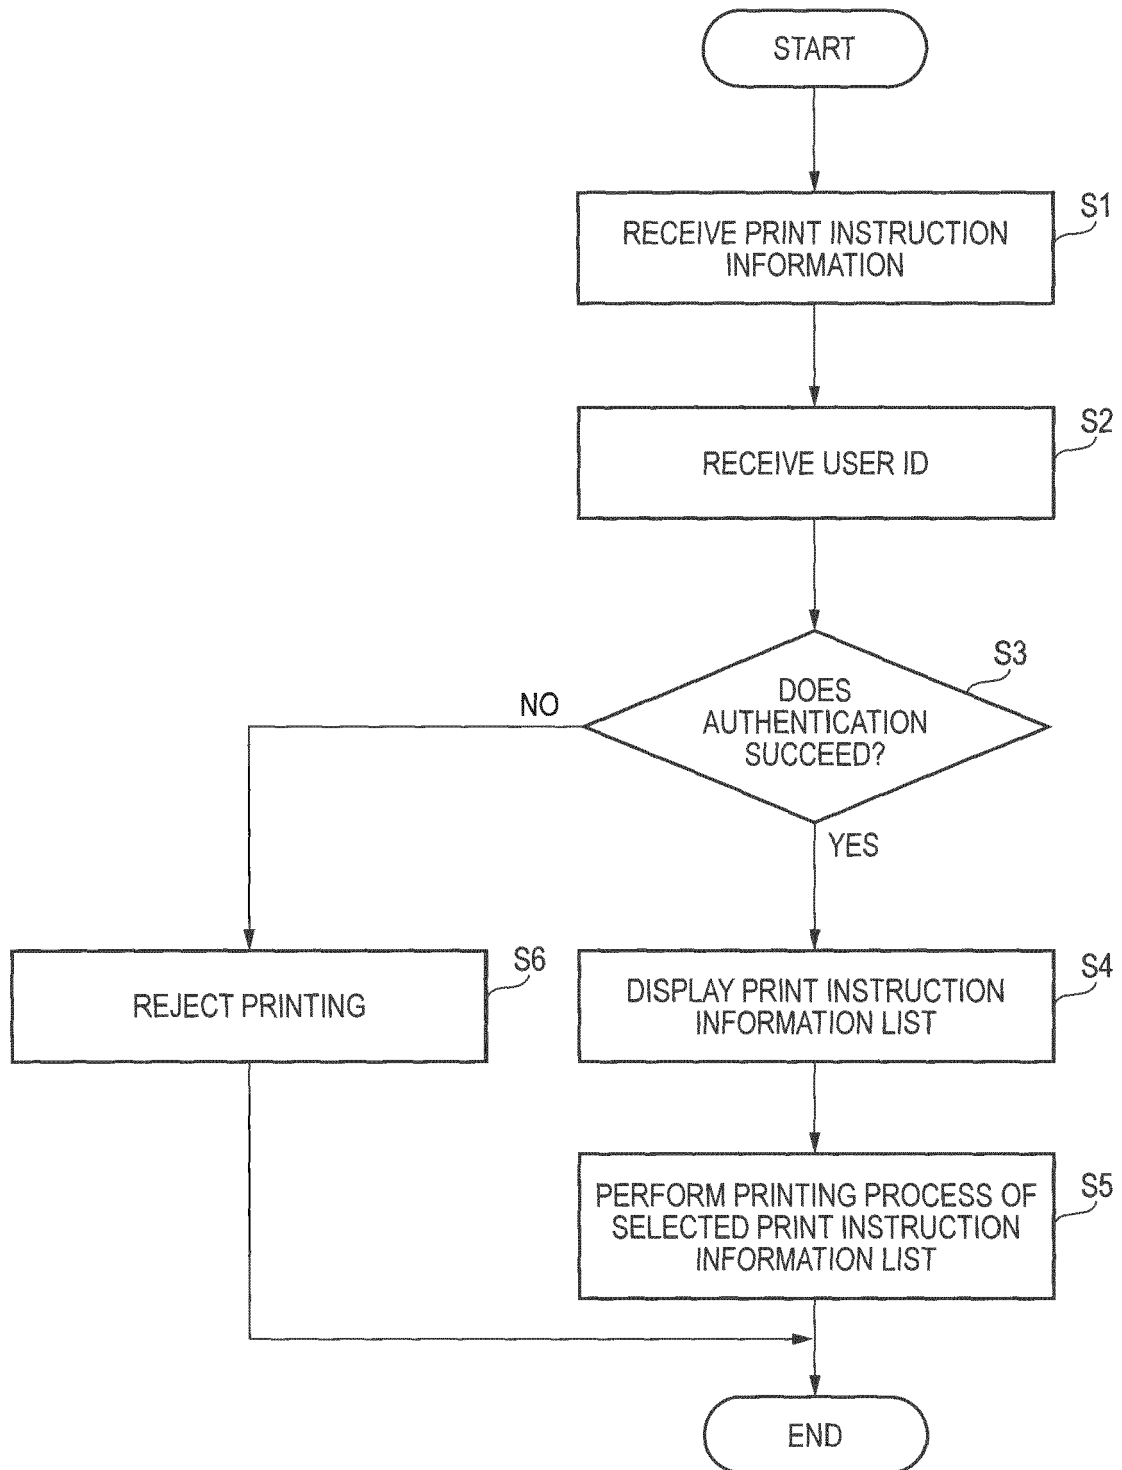 START
S1
RECEIVE PRINT INSTRUCTION
INFORMATION
S2
RECEIVE USER ID
S3
DOES
AUTHENTICATION
SUCCEED?
NO
YES
S6
REJECT PRINTING
S4
DISPLAY PRINT INSTRUCTION
INFORMATION LIST
S5
PERFORM PRINTING PROCESS OF
SELECTED PRINT INSTRUCTION
INFORMATION LIST
END